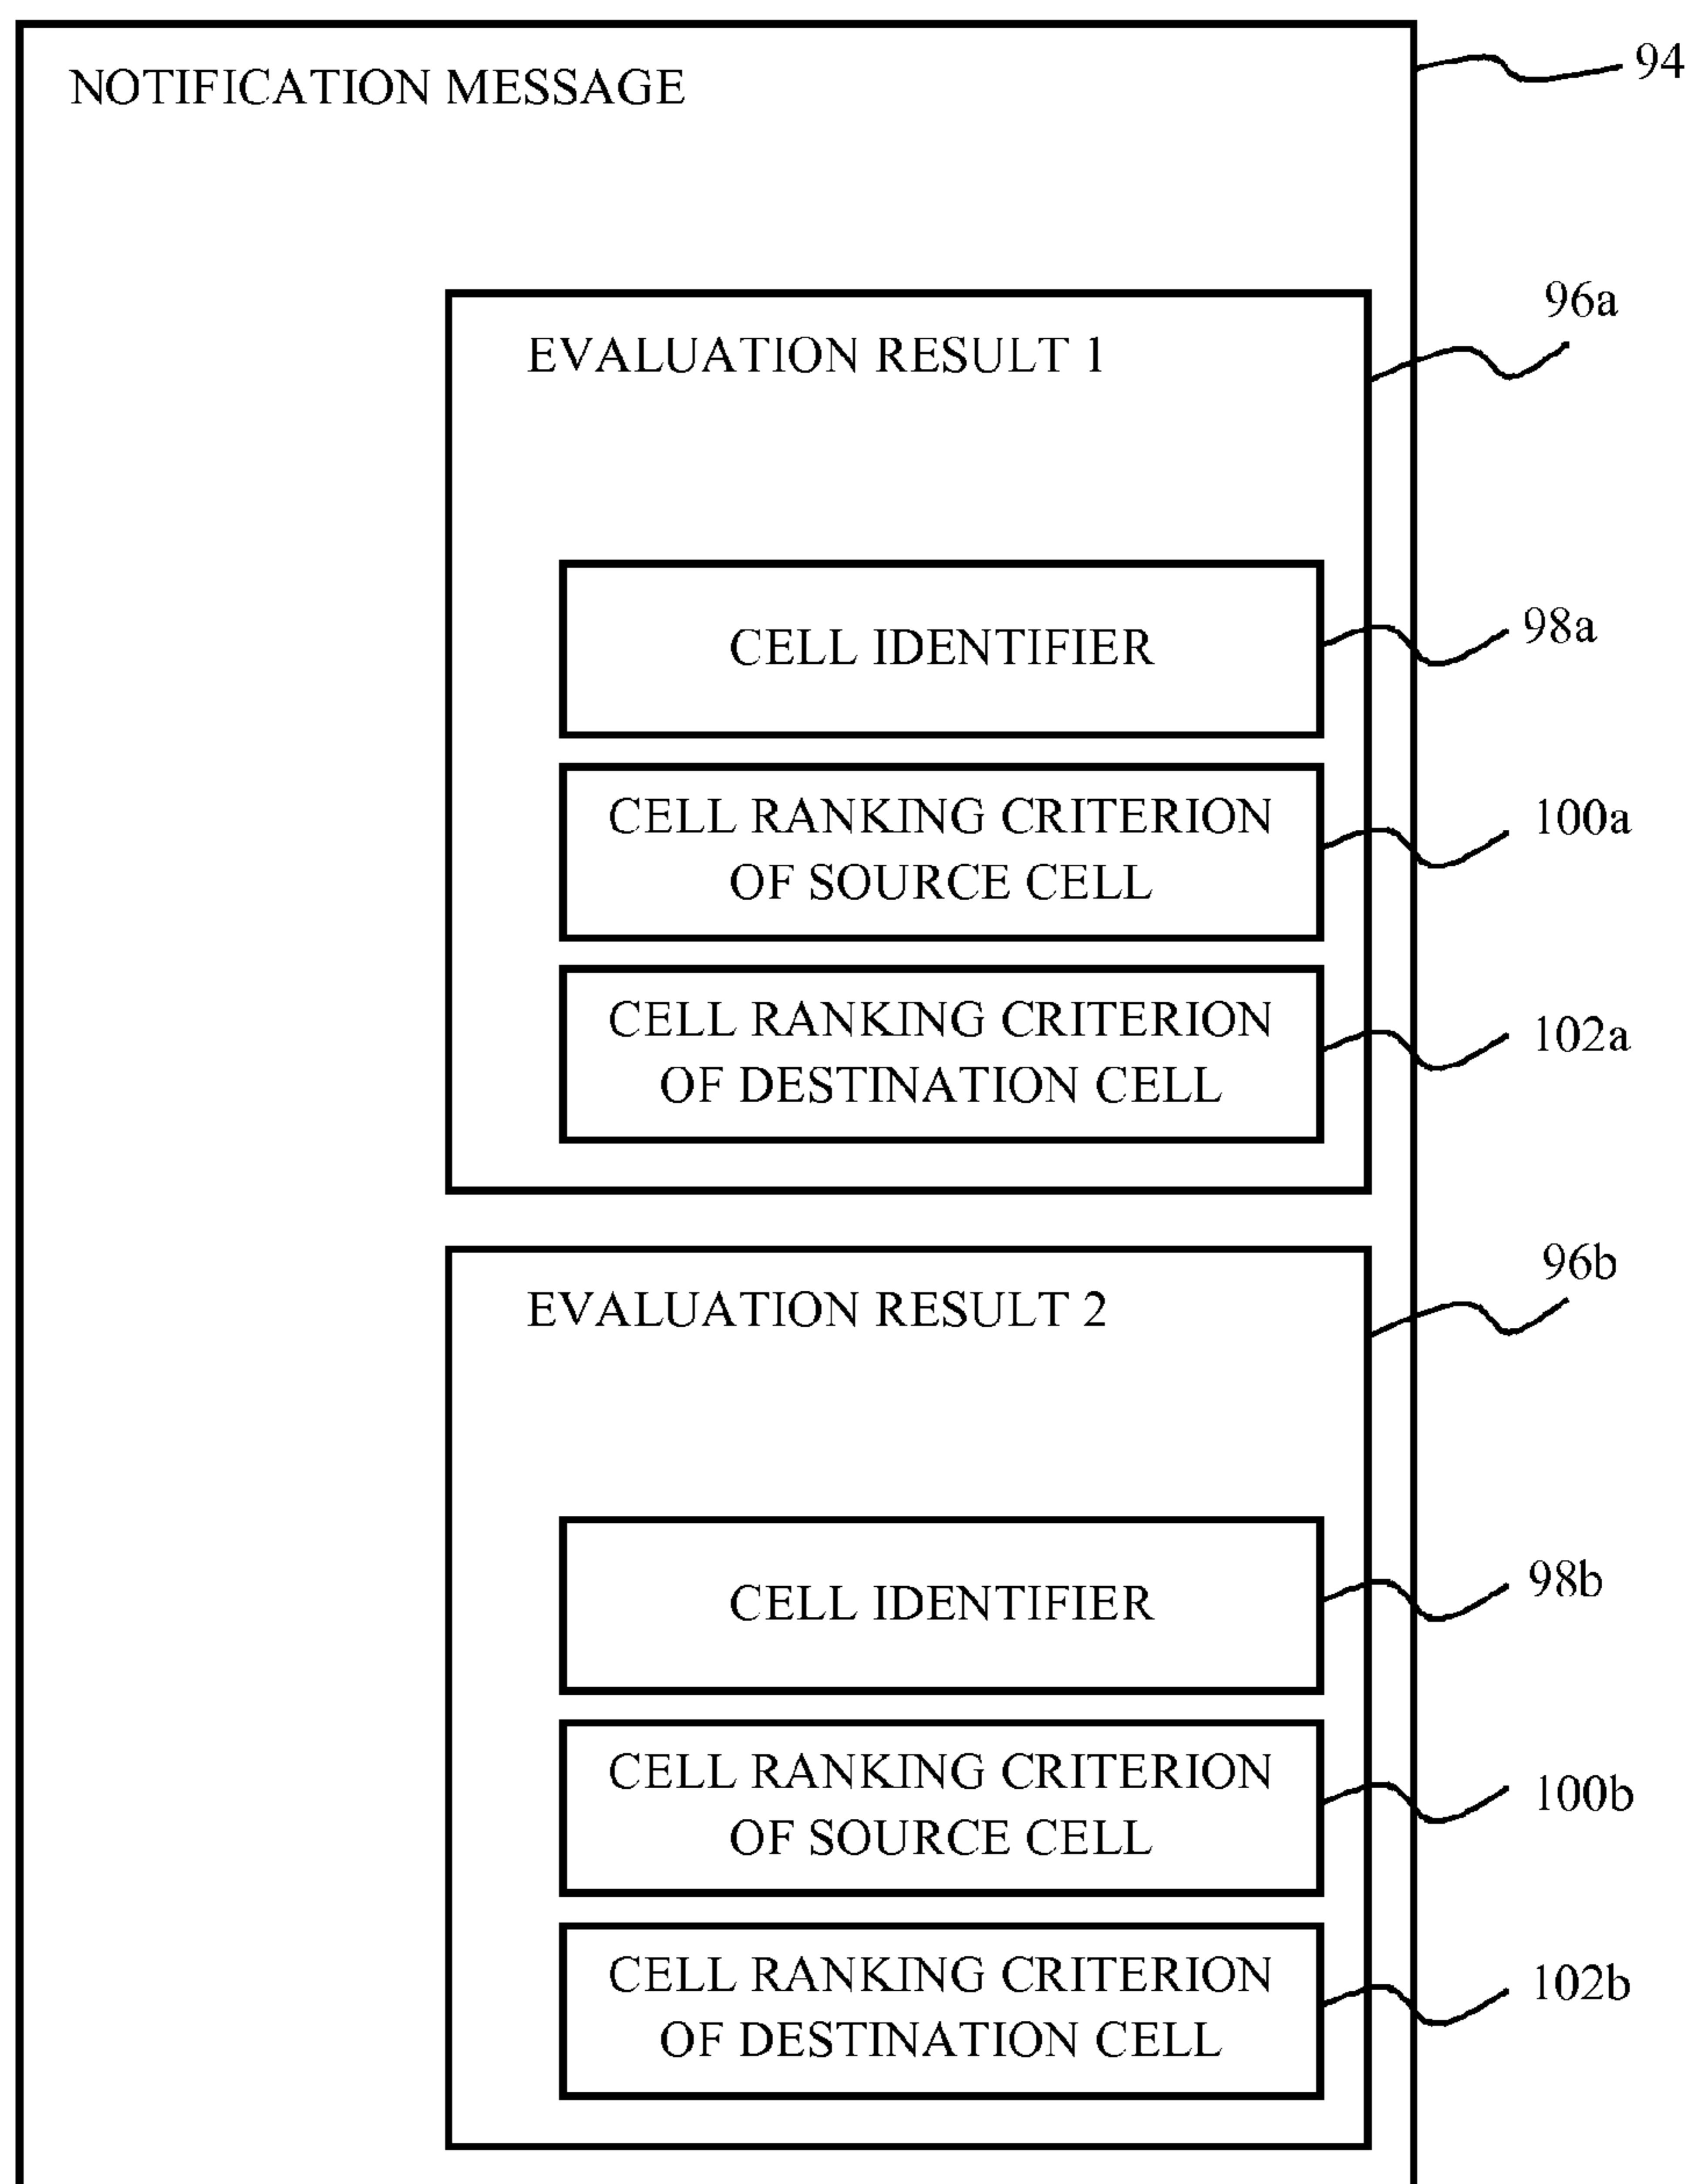 NOTIFICATION MESSAGE
94
96a
EVALUATION RESULT 1
CELL IDENTIFIER
98a
CELL RANKING CRITERION
OF SOURCE CELL
100a
CELL RANKING CRITERION
OF DESTINATION CELL
102a
96b
EVALUATION RESULT 2
CELL IDENTIFIER
98b
CELL RANKING CRITERION
OF SOURCE CELL
100b
CELL RANKING CRITERION
OF DESTINATION CELL
102b